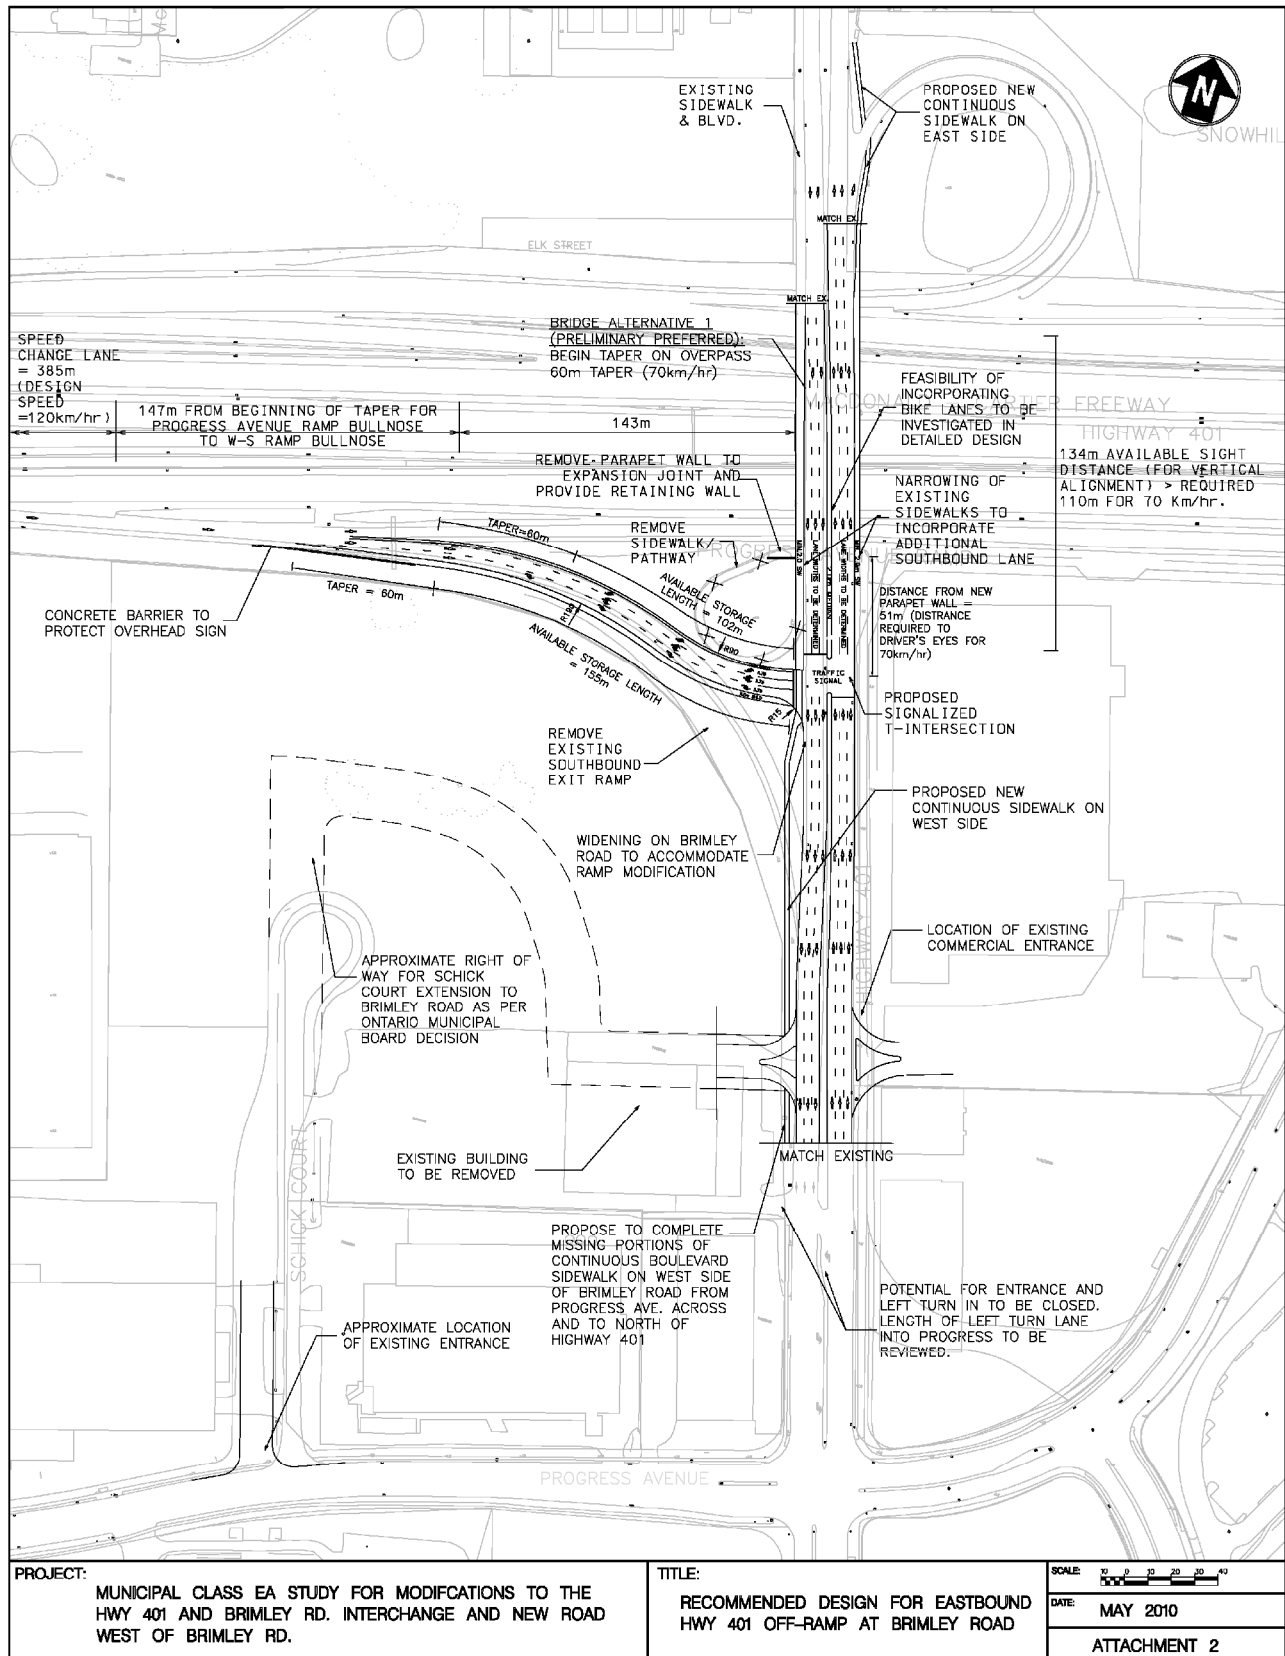 N
SNOWHIL
EXISTING
SIDEWALK
& BLVD.
PROPOSED NEW
CONTINUOUS
SIDEWALK ON
EAST SIDE
MATCH EX.
ELK STREET
MATCH EX.
SPEED
CHANGE LANE
= 385m
(DESIGN
SPEED
=120km/hr)
BRIDGE ALTERNATIVE 1
(PRELIMINARY PREFERRED):
BEGIN TAPER ON OVERPASS
60m TAPER (70km/hr)
147m FROM BEGINNING OF TAPER FOR
PROGRESS AVENUE RAMP BULLNOSE
TO W-S RAMP BULLNOSE
143m
FEASIBILITY OF
INCORPORATING
BIKE LANES TO BE
INVESTIGATED IN
DETAILED DESIGN
FREEWAY
HIGHWAY 401
134m AVAILABLE SIGHT
DISTANCE (FOR VERTICAL
ALIGNMENT) > REQUIRED
110m FOR 70 Km/hr.
REMOVE PARAPET WALL TO
EXPANSION JOINT AND
PROVIDE RETAINING WALL
NARROWING OF
EXISTING
SIDEWALKS TO
INCORPORATE
ADDITIONAL
SOUTHBOUND LANE
REMOVE
SIDEWALK/
PATHWAY
TAPER=60m
TAPER = 60m
AVAILABLE STORAGE
LENGTH = 102m
CONCRETE BARRIER TO
PROTECT OVERHEAD SIGN
R190
R90
AVAILABLE STORAGE LENGTH
= 155m
DISTANCE FROM NEW
PARAPET WALL =
51m (DISTRANCE
REQUIRED TO
DRIVER'S EYES FOR
70km/hr)
TRAFFIC
SIGNAL
R15
PROPOSED
SIGNALIZED
T-INTERSECTION
REMOVE
EXISTING
SOUTHBOUND
EXIT RAMP
PROPOSED NEW
CONTINUOUS SIDEWALK ON
WEST SIDE
WIDENING ON BRIMLEY
ROAD TO ACCOMMODATE
RAMP MODIFICATION
HIGHWAY 401
LOCATION OF EXISTING
COMMERCIAL ENTRANCE
APPROXIMATE RIGHT OF
WAY FOR SCHICK
COURT EXTENSION TO
BRIMLEY ROAD AS PER
ONTARIO MUNICIPAL
BOARD DECISION
EXISTING BUILDING
TO BE REMOVED
MATCH EXISTING
SCHICK COURT
PROPOSE TO COMPLETE
MISSING PORTIONS OF
CONTINUOUS BOULEVARD
SIDEWALK ON WEST SIDE
OF BRIMLEY ROAD FROM
PROGRESS AVE. ACROSS
AND TO NORTH OF
HIGHWAY 401
POTENTIAL FOR ENTRANCE AND
LEFT TURN IN TO BE CLOSED.
LENGTH OF LEFT TURN LANE
INTO PROGRESS TO BE
REVIEWED.
APPROXIMATE LOCATION
OF EXISTING ENTRANCE
PROGRESS AVENUE
PROJECT:
MUNICIPAL CLASS EA STUDY FOR MODIFCATIONS TO THE
HWY 401 AND BRIMLEY RD. INTERCHANGE AND NEW ROAD
WEST OF BRIMLEY RD.
TITLE:
RECOMMENDED DESIGN FOR EASTBOUND
HWY 401 OFF-RAMP AT BRIMLEY ROAD
SCALE: 10 0 10 20 30 40
DATE: MAY 2010
ATTACHMENT 2